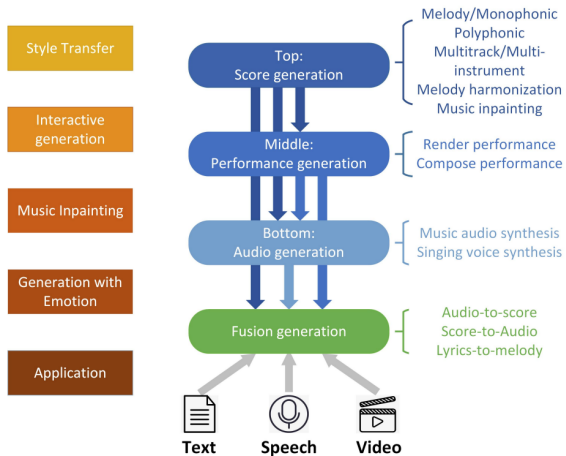 Style Transfer
Interactive
generation
Music Inpainting
Generation with
Emotion
Application
Top:
Score generation
Middle:
Performance generation
Bottom:
Audio generation
Fusion generation
Melody/Monophonic
Polyphonic
Multitrack/Multi-
instrument
Melody harmonization
Music inpainting
Render performance
Compose performance
Music audio synthesis
Singing voice synthesis
Audio-to-score
Score-to-Audio
Lyrics-to-melody
Text
Speech
Video